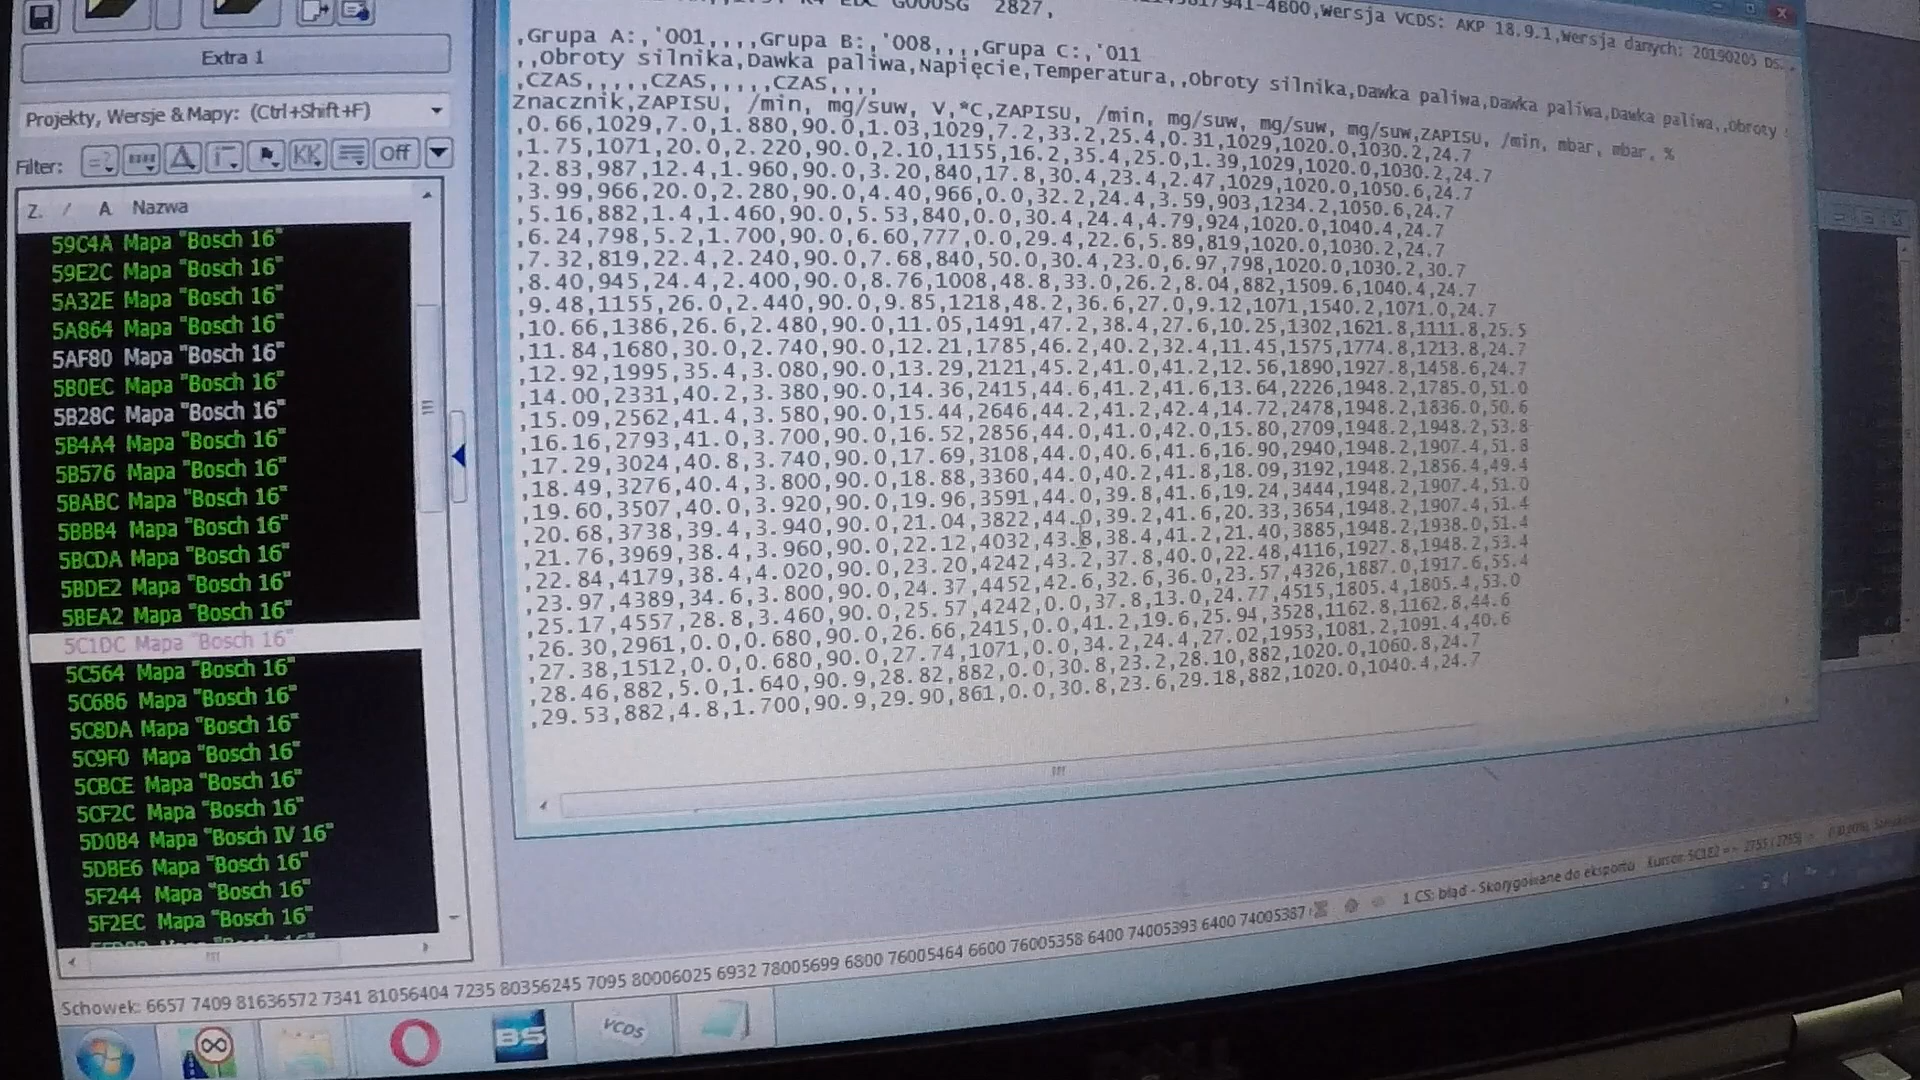 Extra 1
Projekty, Wersje & Mapy: (Ctrl+Shift+F)
Filter:
KK
Off
Z. / A Nazwa
59C4A Mapa "Bosch 16"
59E2C Mapa "Bosch 16"
5A32E Mapa "Bosch 16"
5A864 Mapa "Bosch 16"
5AF80 Mapa "Bosch 16"
5B0EC Mapa "Bosch 16"
5B28C Mapa "Bosch 16"
5B4A4 Mapa "Bosch 16"
5B576 Mapa "Bosch 16"
5BABC Mapa "Bosch 16"
5BBB4 Mapa "Bosch 16"
5BCDA Mapa "Bosch 16"
5BDE2 Mapa "Bosch 16"
5BEA2 Mapa "Bosch 16"
5C1DC Mapa "Bosch 16"
5C564 Mapa "Bosch 16"
5C686 Mapa "Bosch 16"
5C8DA Mapa "Bosch 16"
5C9F0 Mapa "Bosch 16"
5CBCE Mapa "Bosch 16"
5CF2C Mapa "Bosch 16"
5D0B4 Mapa "Bosch IV 16"
5DBE6 Mapa "Bosch 16"
5F244 Mapa "Bosch 16"
5F2EC Mapa "Bosch 16"
R4 EDC G000SG 2827,
-4B00,Wersja VCDS: AKP 18.9.1,Wersja danych: 20190205 DS.
,Grupa A:,'001,,,,Grupa B:,'008,,,,Grupa C:,'011
,,Obroty silnika,Dawka paliwa,Napięcie,Temperatura,,Obroty silnika,Dawka paliwa,Dawka paliwa,Dawka paliwa,,Obroty
,CZAS,,,,,CZAS,,,,,CZAS,,,,
Znacznik,ZAPISU, /min, mg/suw, V,*C,ZAPISU, /min, mg/suw, mg/suw, mg/suw,ZAPISU, /min, mbar, mbar, %
,0.66,1029,7.0,1.880,90.0,1.03,1029,7.2,33.2,25.4,0.31,1029,1020.0,1030.2,24.7
,1.75,1071,20.0,2.220,90.0,2.10,1155,16.2,35.4,25.0,1.39,1029,1020.0,1030.2,24.7
,2.83,987,12.4,1.960,90.0,3.20,840,17.8,30.4,23.4,2.47,1029,1020.0,1050.6,24.7
,3.99,966,20.0,2.280,90.0,4.40,966,0.0,32.2,24.4,3.59,903,1234.2,1050.6,24.7
,5.16,882,1.4,1.460,90.0,5.53,840,0.0,30.4,24.4,4.79,924,1020.0,1040.4,24.7
,6.24,798,5.2,1.700,90.0,6.60,777,0.0,29.4,22.6,5.89,819,1020.0,1030.2,24.7
,7.32,819,22.4,2.240,90.0,7.68,840,50.0,30.4,23.0,6.97,798,1020.0,1030.2,30.7
,8.40,945,24.4,2.400,90.0,8.76,1008,48.8,33.0,26.2,8.04,882,1509.6,1040.4,24.7
,9.48,1155,26.0,2.440,90.0,9.85,1218,48.2,36.6,27.0,9.12,1071,1540.2,1071.0,24.7
,10.66,1386,26.6,2.480,90.0,11.05,1491,47.2,38.4,27.6,10.25,1302,1621.8,1111.8,25.5
,11.84,1680,30.0,2.740,90.0,12.21,1785,46.2,40.2,32.4,11.45,1575,1774.8,1213.8,24.7
,12.92,1995,35.4,3.080,90.0,13.29,2121,45.2,41.0,41.2,12.56,1890,1927.8,1458.6,24.7
,14.00,2331,40.2,3.380,90.0,14.36,2415,44.6,41.2,41.6,13.64,2226,1948.2,1785.0,51.0
,15.09,2562,41.4,3.580,90.0,15.44,2646,44.2,41.2,42.4,14.72,2478,1948.2,1836.0,50.6
,16.16,2793,41.0,3.700,90.0,16.52,2856,44.0,41.0,42.0,15.80,2709,1948.2,1948.2,53.8
,17.29,3024,40.8,3.740,90.0,17.69,3108,44.0,40.6,41.6,16.90,2940,1948.2,1907.4,51.8
,18.49,3276,40.4,3.800,90.0,18.88,3360,44.0,40.2,41.8,18.09,3192,1948.2,1856.4,49.4
,19.60,3507,40.0,3.920,90.0,19.96,3591,44.0,39.8,41.6,19.24,3444,1948.2,1907.4,51.0
,20.68,3738,39.4,3.940,90.0,21.04,3822,44.0,39.2,41.6,20.33,3654,1948.2,1907.4,51.4
,21.76,3969,38.4,3.960,90.0,22.12,4032,43.8,38.4,41.2,21.40,3885,1948.2,1938.0,51.4
,22.84,4179,38.4,4.020,90.0,23.20,4242,43.2,37.8,40.0,22.48,4116,1927.8,1948.2,53.4
,23.97,4389,34.6,3.800,90.0,24.37,4452,42.6,32.6,36.0,23.57,4326,1887.0,1917.6,55.4
,25.17,4557,28.8,3.460,90.0,25.57,4242,0.0,37.8,13.0,24.77,4515,1805.4,1805.4,53.0
,26.30,2961,0.0,0.680,90.0,26.66,2415,0.0,41.2,19.6,25.94,3528,1162.8,1162.8,44.6
,27.38,1512,0.0,0.680,90.0,27.74,1071,0.0,34.2,24.4,27.02,1953,1081.2,1091.4,40.6
,28.46,882,5.0,1.640,90.9,28.82,882,0.0,30.8,23.2,28.10,882,1020.0,1060.8,24.7
,29.53,882,4.8,1.700,90.9,29.90,861,0.0,30.8,23.6,29.18,882,1020.0,1040.4,24.7
1 CS: błąd - Skorygowane do eksportu Kursor: 5C1E2 => 2755 (2765)
Schowek: 6657 7409 81636572 7341 81056404 7235 80356245 7095 80006025 6932 78005699 6800 76005464 6600 76005358 6400 74005393 6400 74005387
BS
VCDS